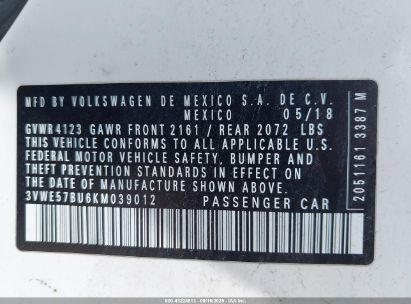 MFD BY VOLKSWAGEN DE MEXICO S.A. DE C.V.
MEXICO 05/18
GVWR 4123 GAWR FRONT 2161 / REAR 2072 LBS
THIS VEHICLE CONFORMS TO ALL APPLICABLE U.S.
FEDERAL MOTOR VEHICLE SAFETY, BUMPER AND
THEFT PREVENTION STANDARDS IN EFFECT ON THE
DATE OF MANUFACTURE SHOWN ABOVE
3VWE57BU6KM039012 PASSENGER CAR
2051161 3387 M